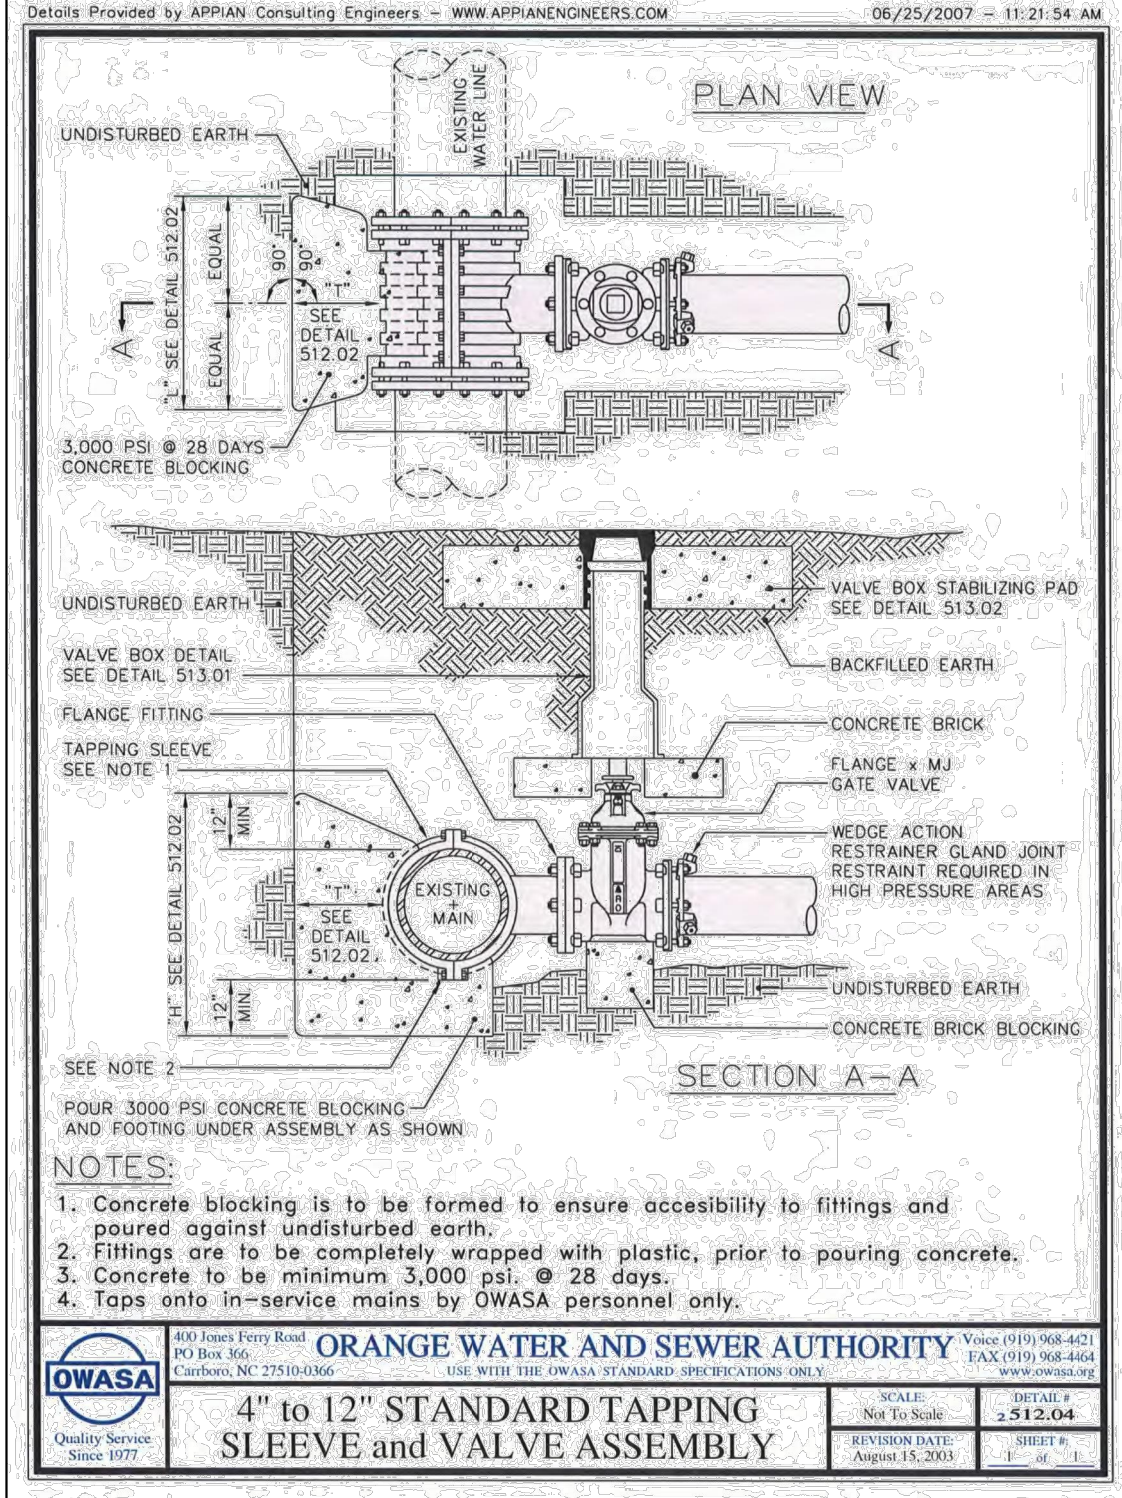 Details Provided by APPIAN Consulting Engineers - WWW.APPIANENGINEERS.COM
06/25/2007 - 11:21:54 AM
PLAN VIEW
EXISTING
WATER LINE
UNDISTURBED EARTH
"L" SEE DETAIL 512.02
EQUAL
EQUAL
90°
90°
"T"
SEE
DETAIL
512.02
A
A
3,000 PSI @ 28 DAYS
CONCRETE BLOCKING
UNDISTURBED EARTH
VALVE BOX DETAIL
SEE DETAIL 513.01
FLANGE FITTING
TAPPING SLEEVE
SEE NOTE 1
VALVE BOX STABILIZING PAD
SEE DETAIL 513.02
BACKFILLED EARTH
CONCRETE BRICK
FLANGE x MJ
GATE VALVE
WEDGE ACTION
RESTRAINER GLAND JOINT
RESTRAINT REQUIRED IN
HIGH PRESSURE AREAS
"H" SEE DETAIL 512.02
12"
MIN
"T"
SEE
DETAIL
512.02
EXISTING
+
MAIN
12"
MIN.
UNDISTURBED EARTH
CONCRETE BRICK BLOCKING
SEE NOTE 2
POUR 3000 PSI CONCRETE BLOCKING
AND FOOTING UNDER ASSEMBLY AS SHOWN
SECTION A-A
NOTES:
1. Concrete blocking is to be formed to ensure accesibility to fittings and
poured against undisturbed earth.
2. Fittings are to be completely wrapped with plastic, prior to pouring concrete.
3. Concrete to be minimum 3,000 psi. @ 28 days.
4. Taps onto in-service mains by OWASA personnel only.
OWASA
Quality Service
Since 1977
400 Jones Ferry Road
PO Box 366
Carrboro, NC 27510-0366
ORANGE WATER AND SEWER AUTHORITY
USE WITH THE OWASA STANDARD SPECIFICATIONS ONLY
Voice (919) 968-4421
FAX (919) 968-4464
www.owasa.org
4" to 12" STANDARD TAPPING
SLEEVE and VALVE ASSEMBLY
SCALE:
Not To Scale
DETAIL #
2 512.04
REVISION DATE:
August 15, 2003
SHEET #:
1 of 1